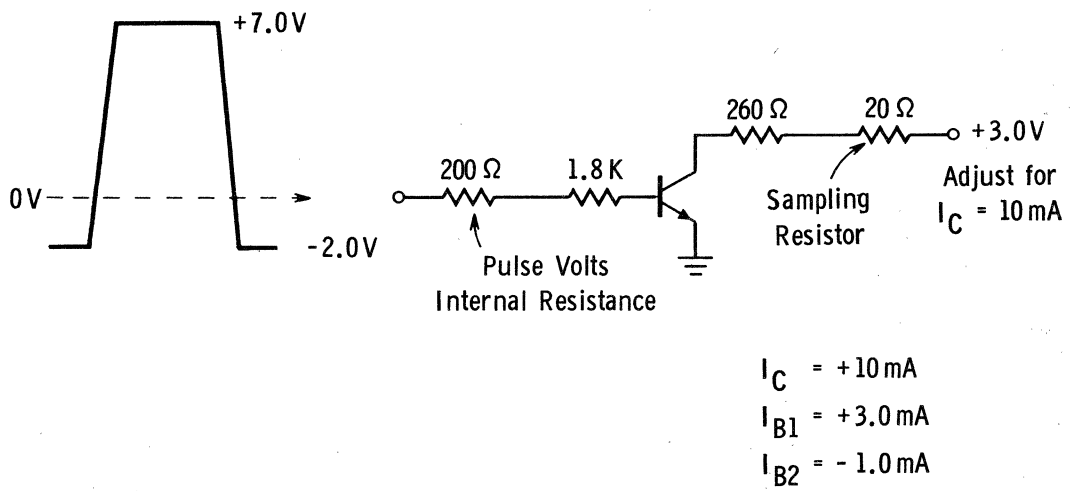 +7.0V
0V
-2.0V
200 Ω
1.8 K
Pulse Volts
Internal Resistance
260 Ω
20 Ω
+3.0V
Sampling
Resistor
Adjust for
I_C = 10 mA
I_C = +10 mA
I_B1 = +3.0 mA
I_B2 = - 1.0 mA